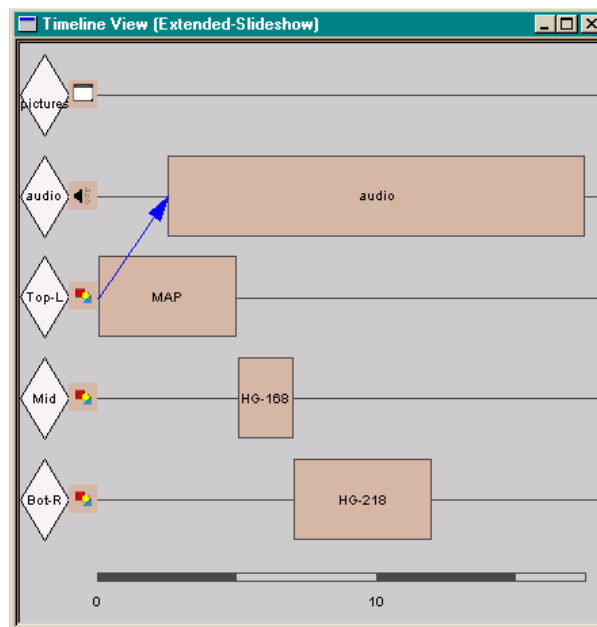 Timeline View (Extended-Slideshow)
pictures
audio
audio
Top-L
MAP
Mid
HG-168
Bot-R
HG-218
0
10